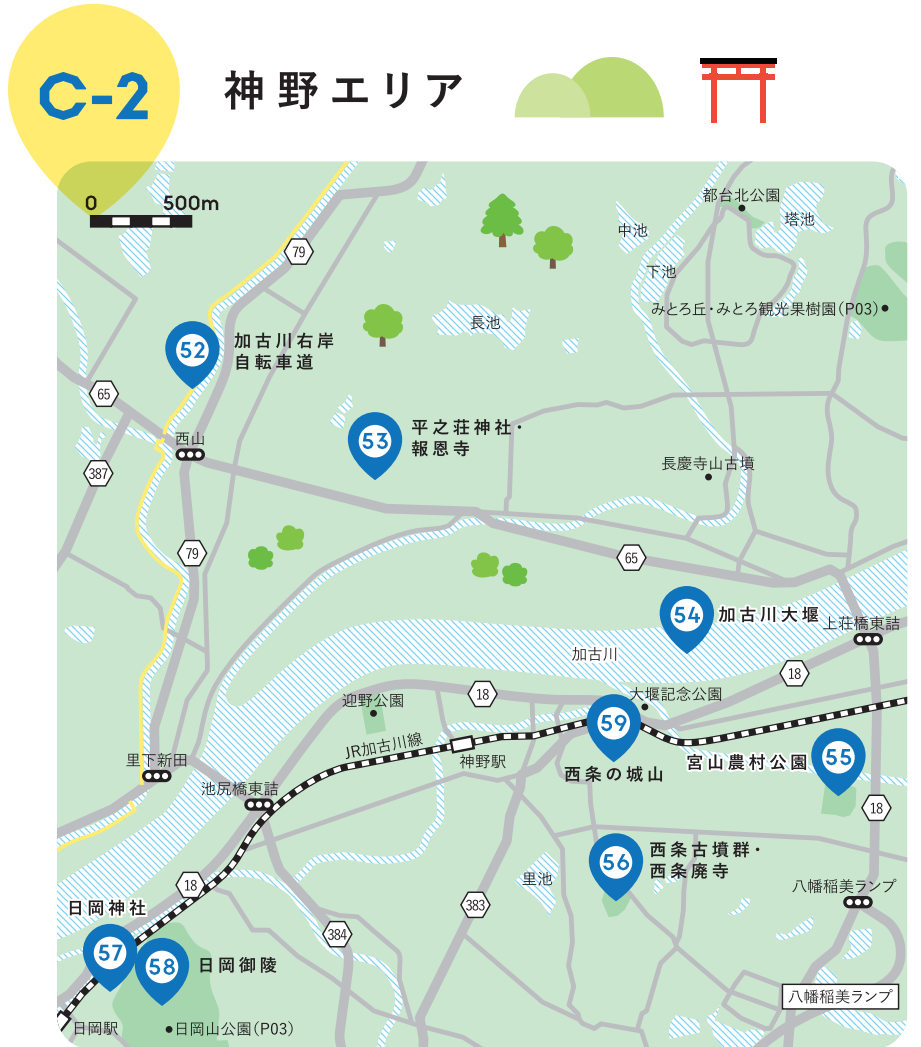 C-2
神野エリア
0 500m
都台北公園
塔池
中池
下池
79
みとろ丘・みとろ観光果樹園(P03)
長池
52
加古川右岸
自転車道
65
西山
53
平之荘神社・
報恩寺
387
長慶寺山古墳
79
65
54
加古川大堰
上荘橋東詰
加古川
18
18
迎野公園
大堰記念公園
59
JR加古川線
神野駅
西条の城山
宮山農村公園
55
里下新田
池尻橋東詰
18
56
西条古墳群・
西条廃寺
里池
18
八幡稲美ランプ
日岡神社
383
384
57
58
日岡御陵
八幡稲美ランプ
日岡駅
日岡山公園(P03)